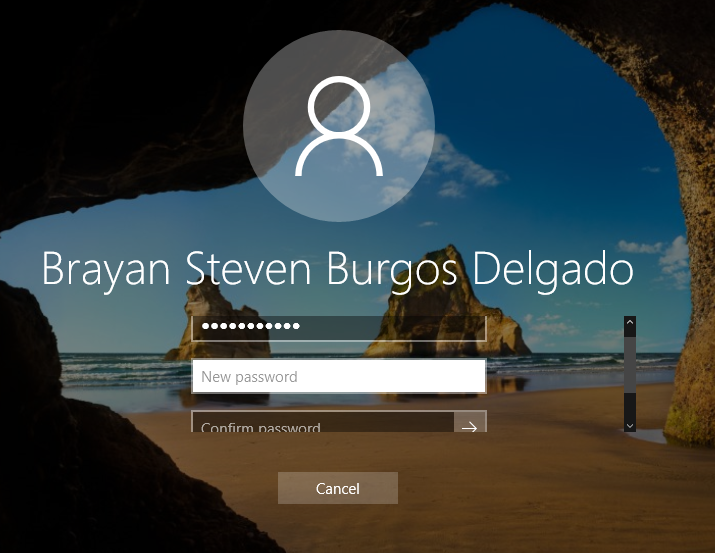 Brayan Steven Burgos Delgado
New password
Confirm password
Cancel